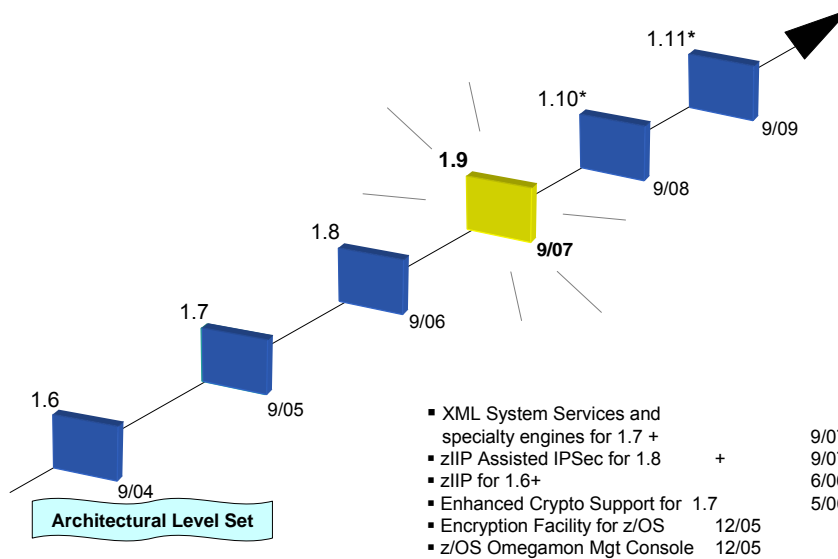 1.11*
9/09
1.10*
9/08
1.9
9/07
1.8
9/06
1.7
9/05
1.6
9/04
Architectural Level Set
▪ XML System Services and
specialty engines for 1.7 +
▪ zIIP Assisted IPSec for 1.8 +
▪ zIIP for 1.6+
▪ Enhanced Crypto Support for 1.7
▪ Encryption Facility for z/OS 12/05
▪ z/OS Omegamon Mgt Console 12/05